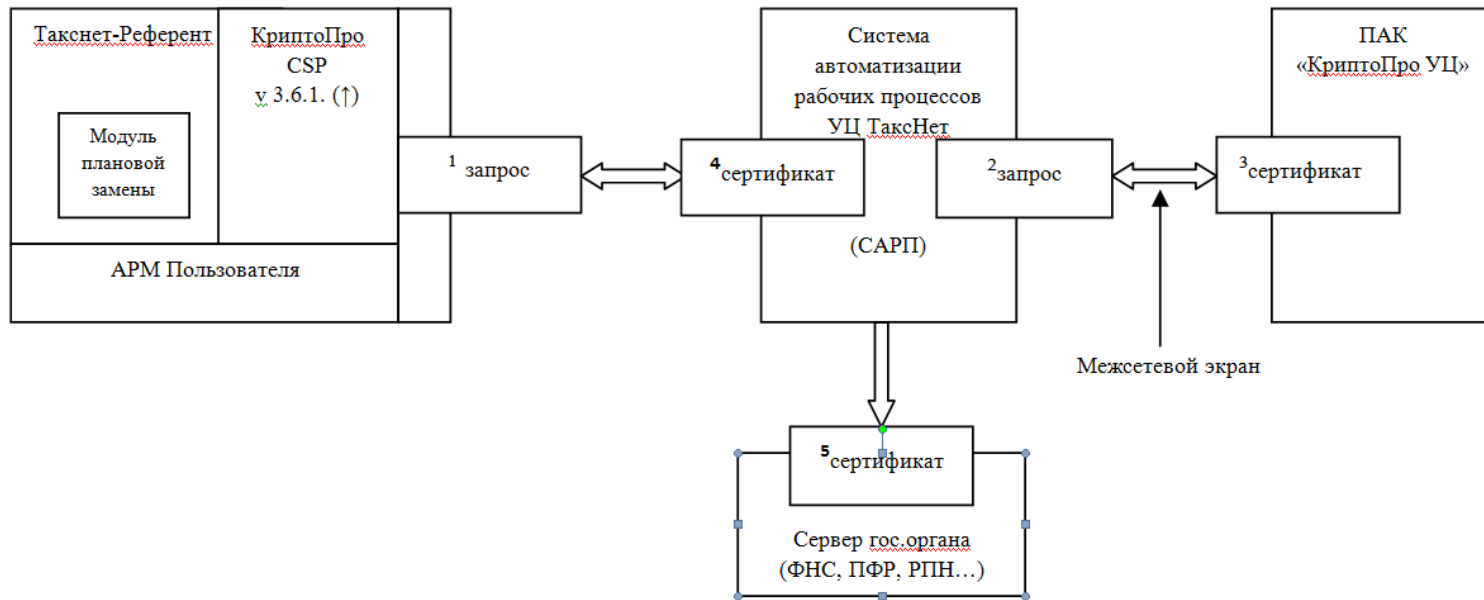 Такснет-Референт
КриптоПро
CSP
v 3.6.1. (↑)
Модуль
плановой
замены
АРМ Пользователя
1 запрос
Система
автоматизации
рабочих процессов
УЦ ТаксНет
4сертификат
2запрос
(САРП)
ПАК
«КриптоПро УЦ»
3сертификат
Межсетевой экран
5сертификат
Сервер гос.органа
(ФНС, ПФР, РПН...)